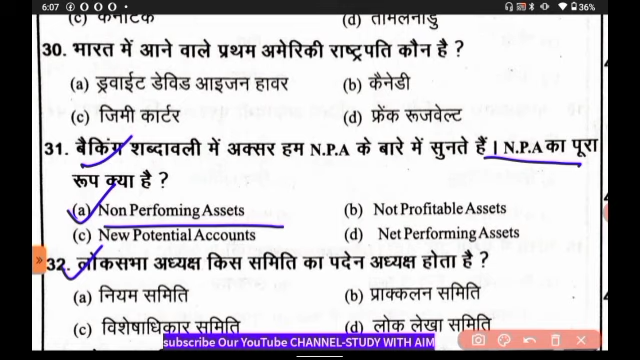 6:07
36%
(c) कर्नाटक
(d) तामिलनाडु
30. भारत में आने वाले प्रथम अमेरिकी राष्ट्रपति कौन है ?
(a) ड्रवाईट डेविड आइजन हावर
(b) कैनेडी
(c) जिमी कॉर्टर
(d) फ्रेंक रूजवेल्ट
31. बैकिंग शब्दावली में अक्सर हम N.P.A के बारे में सुनते हैं । N.P.A का पूरा
रूप क्या है ?
(a) Non Perfoming Assets
(b) Not Profitable Assets
(c) New Potential Accounts
(d) Net Performing Assets
32. लोकसभा अध्यक्ष किस समिति का पदेन अध्यक्ष होता है ?
(a) नियम समिति
(b) प्राक्कलन समिति
(c) विशेषाधिकार समिति
(d) लोक लेखा समिति
subscribe Our YouTube CHANNEL-STUDY WITH AIM